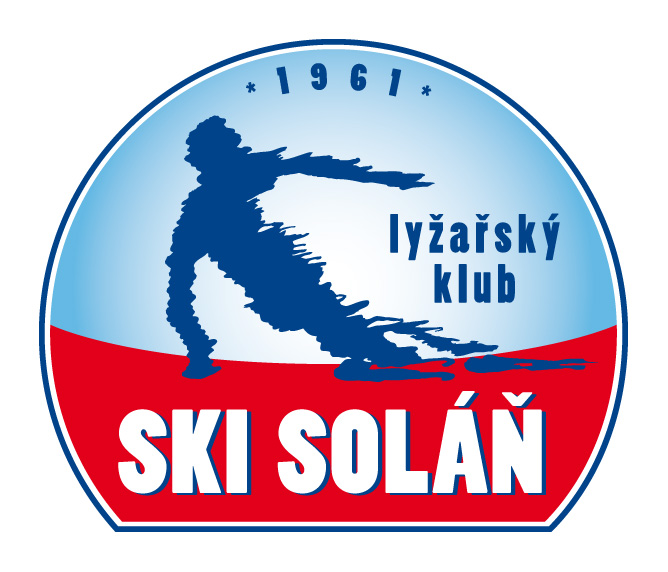 * 1961 *
lyžařský
klub
SKI SOLÁŇ